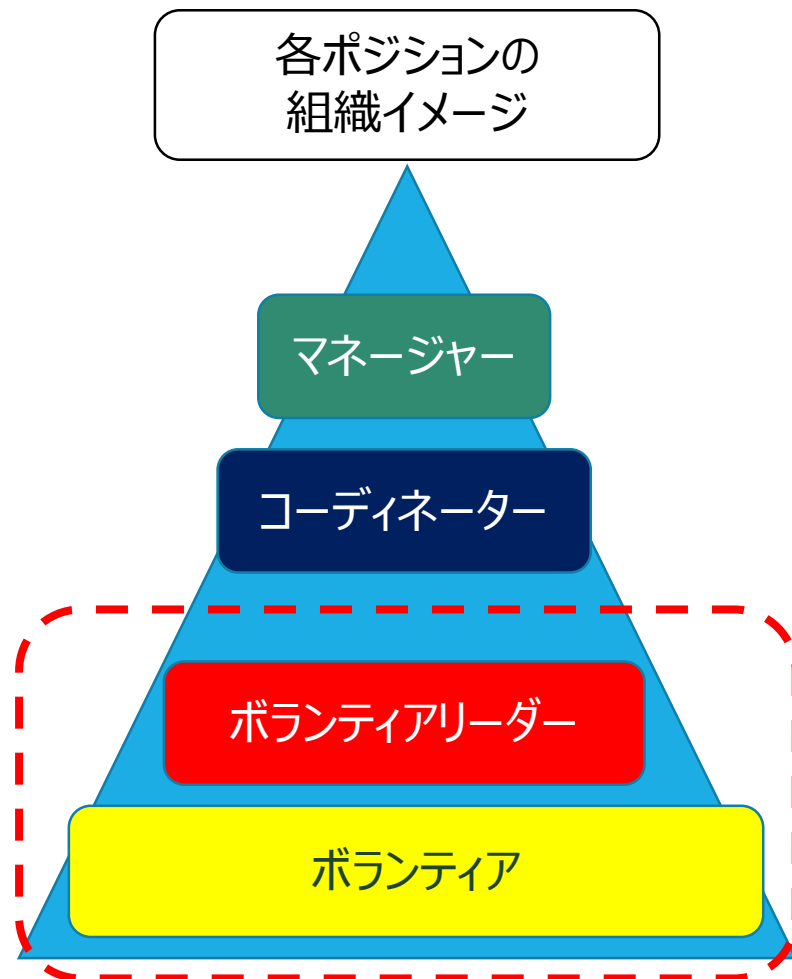 各ポジションの
組織イメージ
マネージャー
コーディネーター
ボランティアリーダー
ボランティア